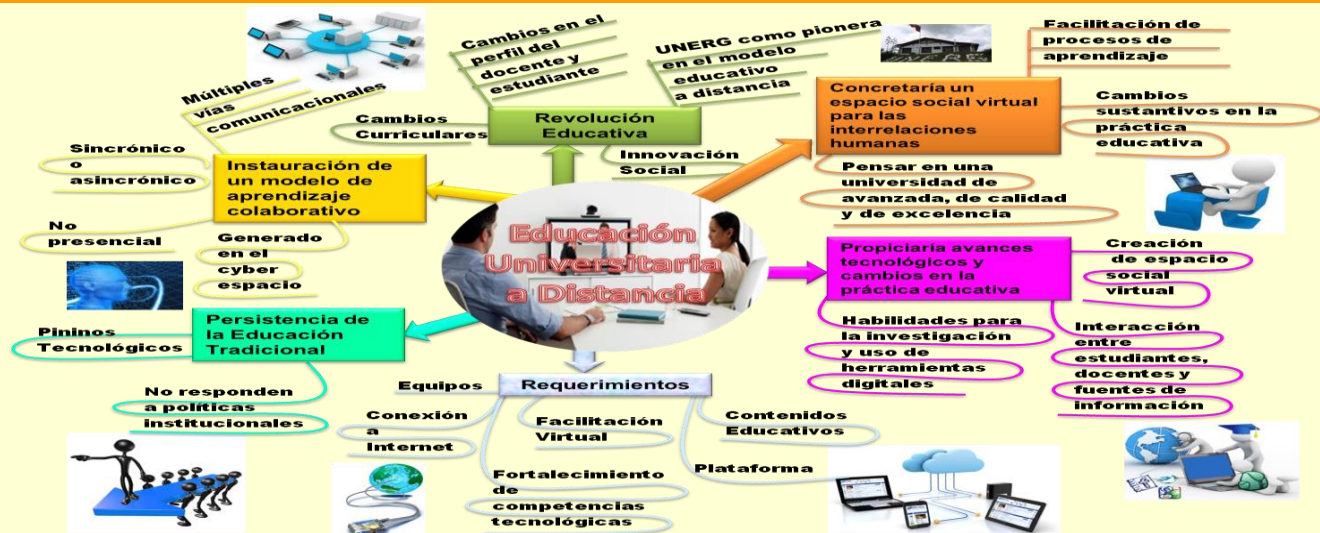 Educación
Universitaria
a Distancia
Revolución
Educativa
Cambios en el
perfil del
docente y
estudiante
UNERG como pionera
en el modelo
educativo
a distancia
Cambios
Curriculares
Innovación
Social
Concretaría un
espacio social virtual
para las
interrelaciones
humanas
Facilitación de
procesos de
aprendizaje
Cambios
sustantivos en la
práctica
educativa
Pensar en una
universidad de
avanzada, de calidad
y de excelencia
Propiciaría avances
tecnológicos y
cambios en la
práctica educativa
Creación
de espacio
social
virtual
Habilidades para
la investigación
y uso de
herramientas
digitales
Interacción
entre
estudiantes,
docentes y
fuentes de
información
Requerimientos
Equipos
Conexión
a
Internet
Facilitación
Virtual
Fortalecimiento
de
competencias
tecnológicas
Contenidos
Educativos
Plataforma
Persistencia de
la Educación
Tradicional
Pininos
Tecnológicos
No responden
a políticas
institucionales
Instauración de
un modelo de
aprendizaje
colaborativo
Múltiples
vías
comunicacionales
Sincrónico
o
asincrónico
No
presencial
Generado
en el
cyber
espacio